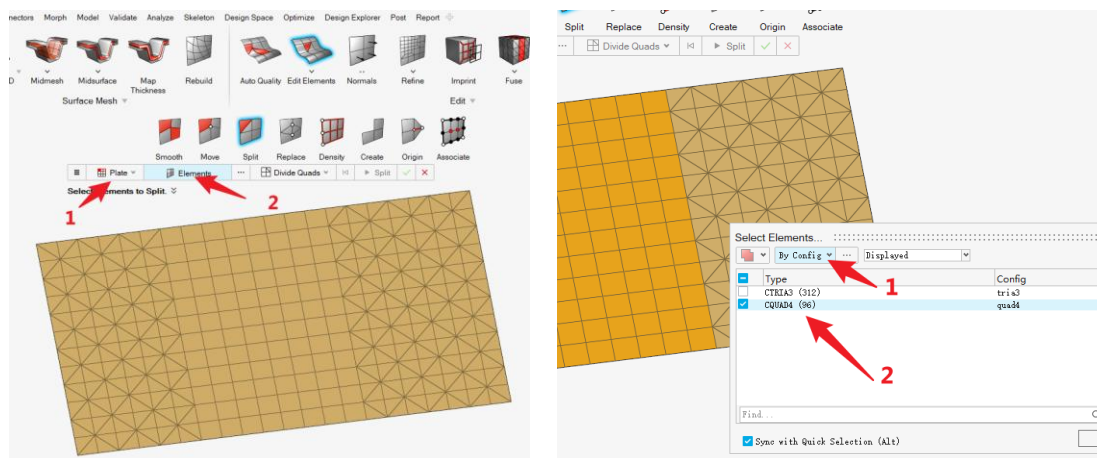 nnectors Morph Model Validate Analyze Skeleton Design Space Optimize Design Explorer Post Report
Midmesh Midsurface Map Thickness Rebuild Auto Quality Edit Elements Normals Refine Imprint Fuse
Surface Mesh Edit
Smooth Move Split Replace Density Create Origin Associate
Plate Elements ... Divide Quads Split
Select Elements to Split.
1
2
Split Replace Density Create Origin Associate
... Divide Quads Split
Select Elements...
By Config ... Displayed
1
Type Config
CTRIA3 (312) tria3
CQUAD4 (96) quad4
2
Find...
Sync with Quick Selection (Alt)